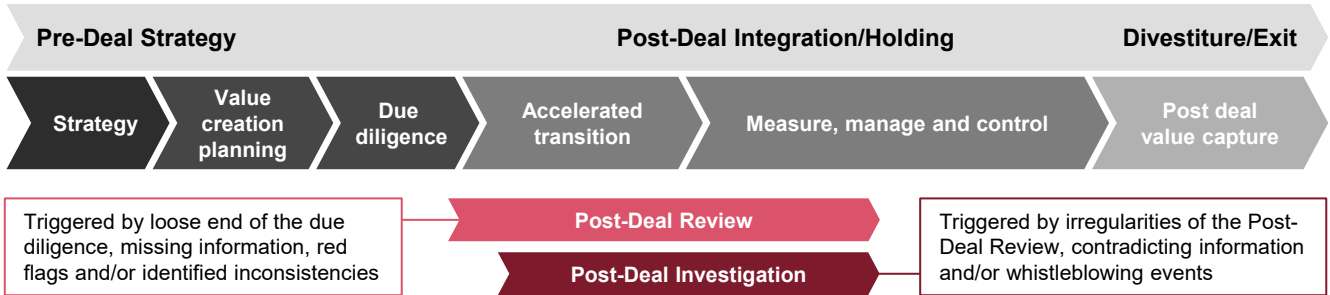 Pre-Deal Strategy
Post-Deal Integration/Holding
Divestiture/Exit
Strategy
Value
creation
planning
Due
diligence
Accelerated
transition
Measure, manage and control
Post deal
value capture
Triggered by loose end of the due
diligence, missing information, red
flags and/or identified inconsistencies
Post-Deal Review
Post-Deal Investigation
Triggered by irregularities of the Post-
Deal Review, contradicting information
and/or whistleblowing events